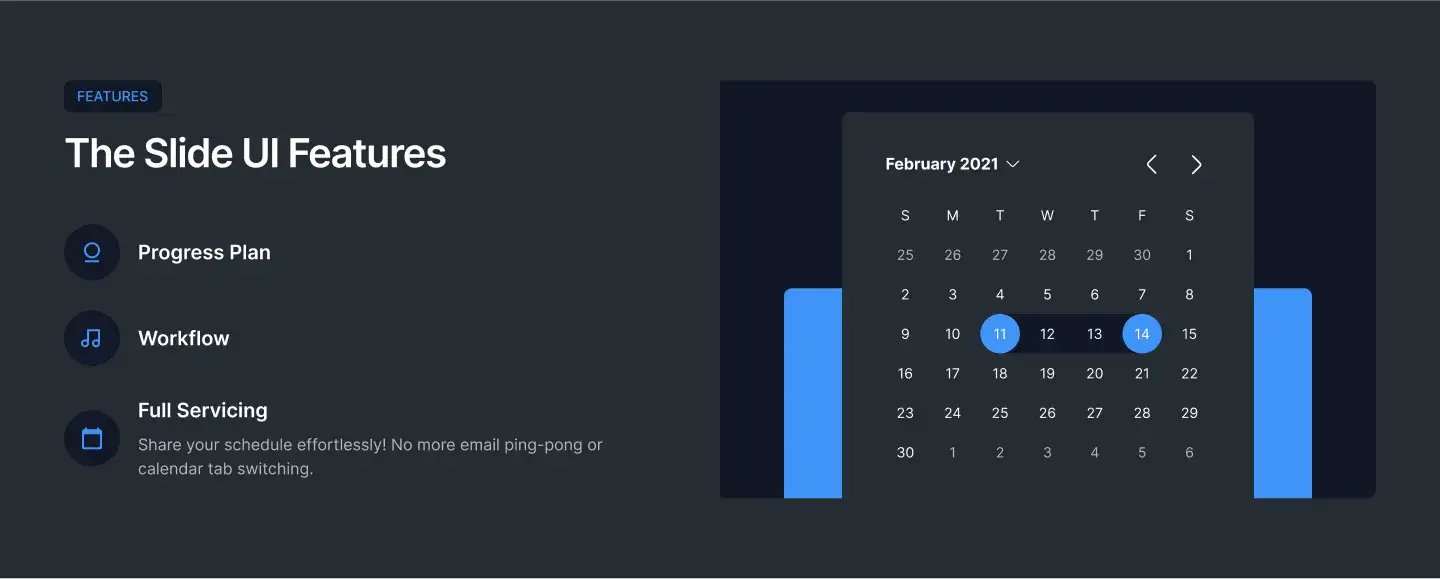 FEATURES
The Slide UI Features
Progress Plan
Workflow
Full Servicing
Share your schedule effortlessly! No more email ping-pong or
calendar tab switching.
February 2021
S M T W T F S
25 26 27 28 29 30 1
2 3 4 5 6 7 8
9 10 11 12 13 14 15
16 17 18 19 20 21 22
23 24 25 26 27 28 29
30 1 2 3 4 5 6